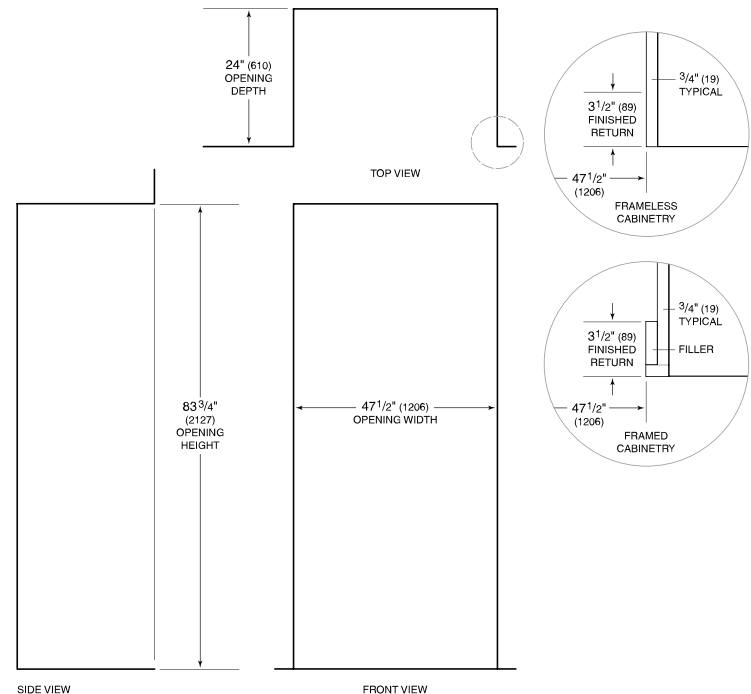 24" (610)
OPENING
DEPTH
TOP VIEW
3/4" (19)
TYPICAL
3 1/2" (89)
FINISHED
RETURN
47 1/2"
(1206)
FRAMELESS
CABINETRY
3/4" (19)
TYPICAL
3 1/2" (89)
FINISHED
RETURN
FILLER
47 1/2"
(1206)
FRAMED
CABINETRY
83 3/4"
(2127)
OPENING
HEIGHT
47 1/2" (1206)
OPENING WIDTH
SIDE VIEW
FRONT VIEW